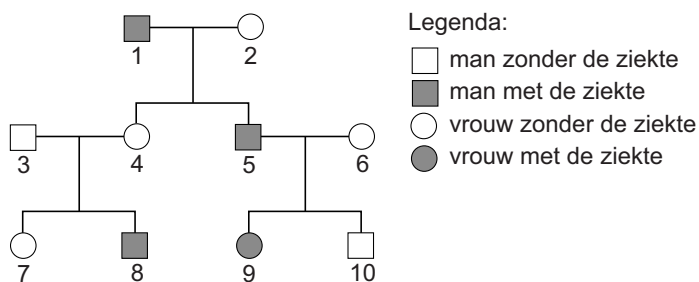 Legenda:
man zonder de ziekte
man met de ziekte
vrouw zonder de ziekte
vrouw met de ziekte
1 2
3 4 5 6
7 8 9 10